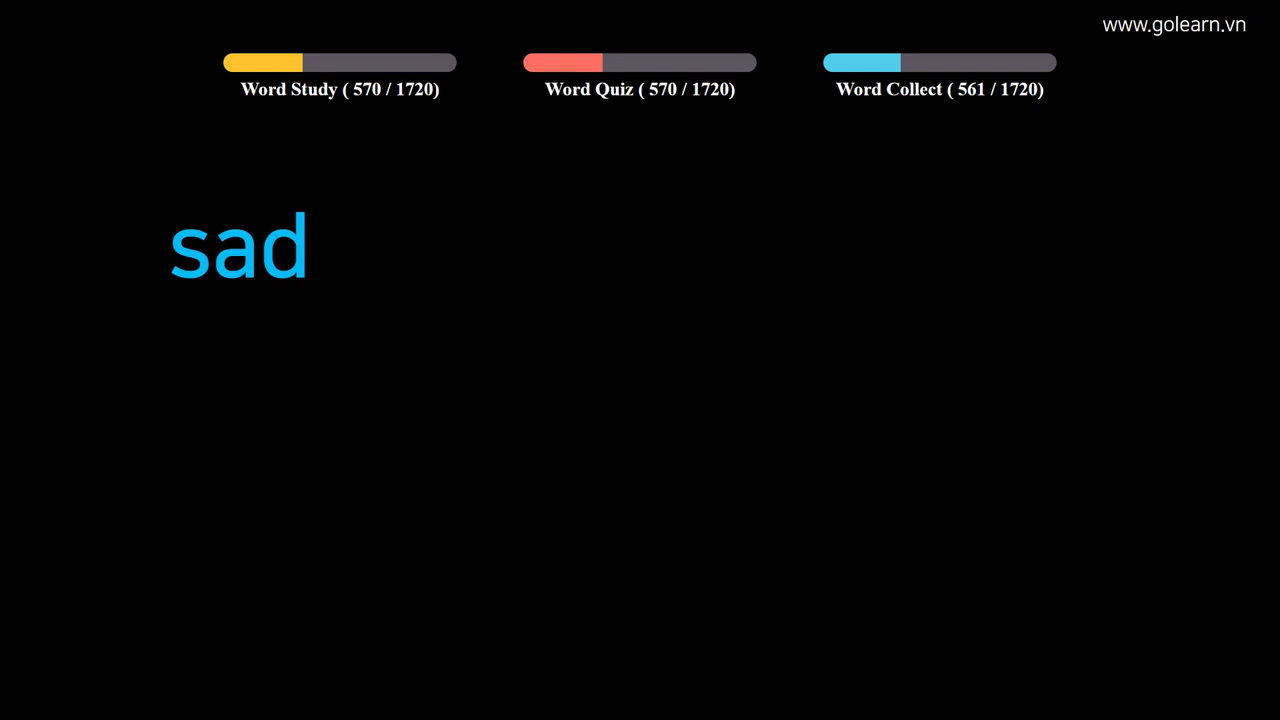 www.golearn.vn
Word Study ( 570 / 1720)
Word Quiz ( 570 / 1720)
Word Collect ( 561 / 1720)
sad